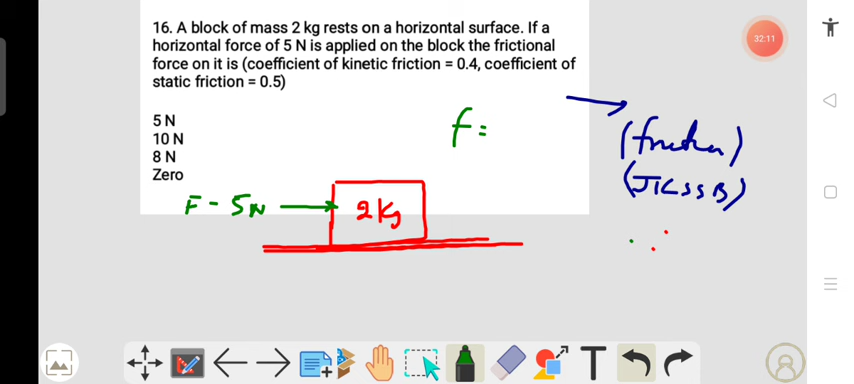 32:11
16. A block of mass 2 kg rests on a horizontal surface. If a
horizontal force of 5 N is applied on the block the frictional
force on it is (coefficient of kinetic friction = 0.4, coefficient of
static friction = 0.5)
5 N
10 N
8 N
Zero
f =
(friction)
(JKSSB)
F - 5N
2 Kg
T